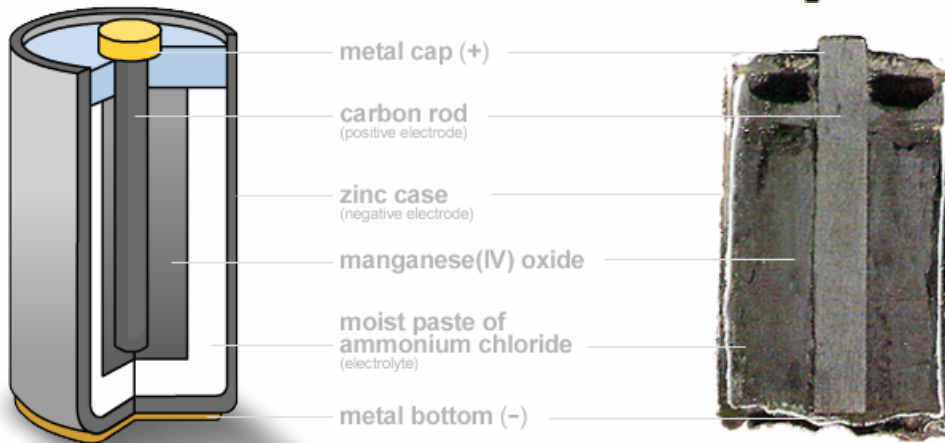 metal cap (+)
carbon rod
(positive electrode)
zinc case
(negative electrode)
manganese(IV) oxide
moist paste of
ammonium chloride
(electrolyte)
metal bottom (−)